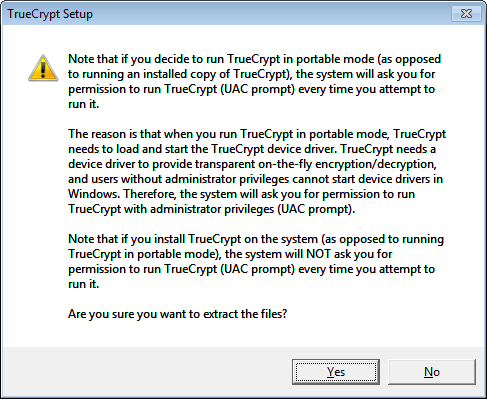 TrueCrypt Setup
Note that if you decide to run TrueCrypt in portable mode (as opposed
to running an installed copy of TrueCrypt), the system will ask you for
permission to run TrueCrypt (UAC prompt) every time you attempt to
run it.
The reason is that when you run TrueCrypt in portable mode, TrueCrypt
needs to load and start the TrueCrypt device driver. TrueCrypt needs a
device driver to provide transparent on-the-fly encryption/decryption,
and users without administrator privileges cannot start device drivers in
Windows. Therefore, the system will ask you for permission to run
TrueCrypt with administrator privileges (UAC prompt).
Note that if you install TrueCrypt on the system (as opposed to running
TrueCrypt in portable mode), the system will NOT ask you for
permission to run TrueCrypt (UAC prompt) every time you attempt to
run it.
Are you sure you want to extract the files?
Yes No